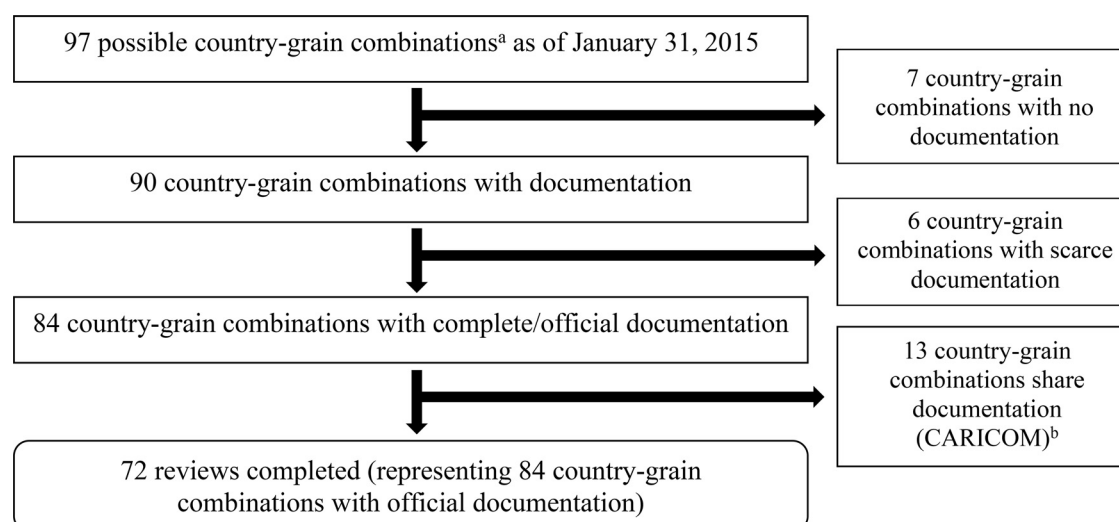 97 possible country-grain combinationsᵃ as of January 31, 2015
7 country-grain
combinations with no
documentation
90 country-grain combinations with documentation
6 country-grain
combinations with scarce
documentation
84 country-grain combinations with complete/official documentation
13 country-grain
combinations share
documentation
(CARICOM)ᵇ
72 reviews completed (representing 84 country-grain
combinations with official documentation)